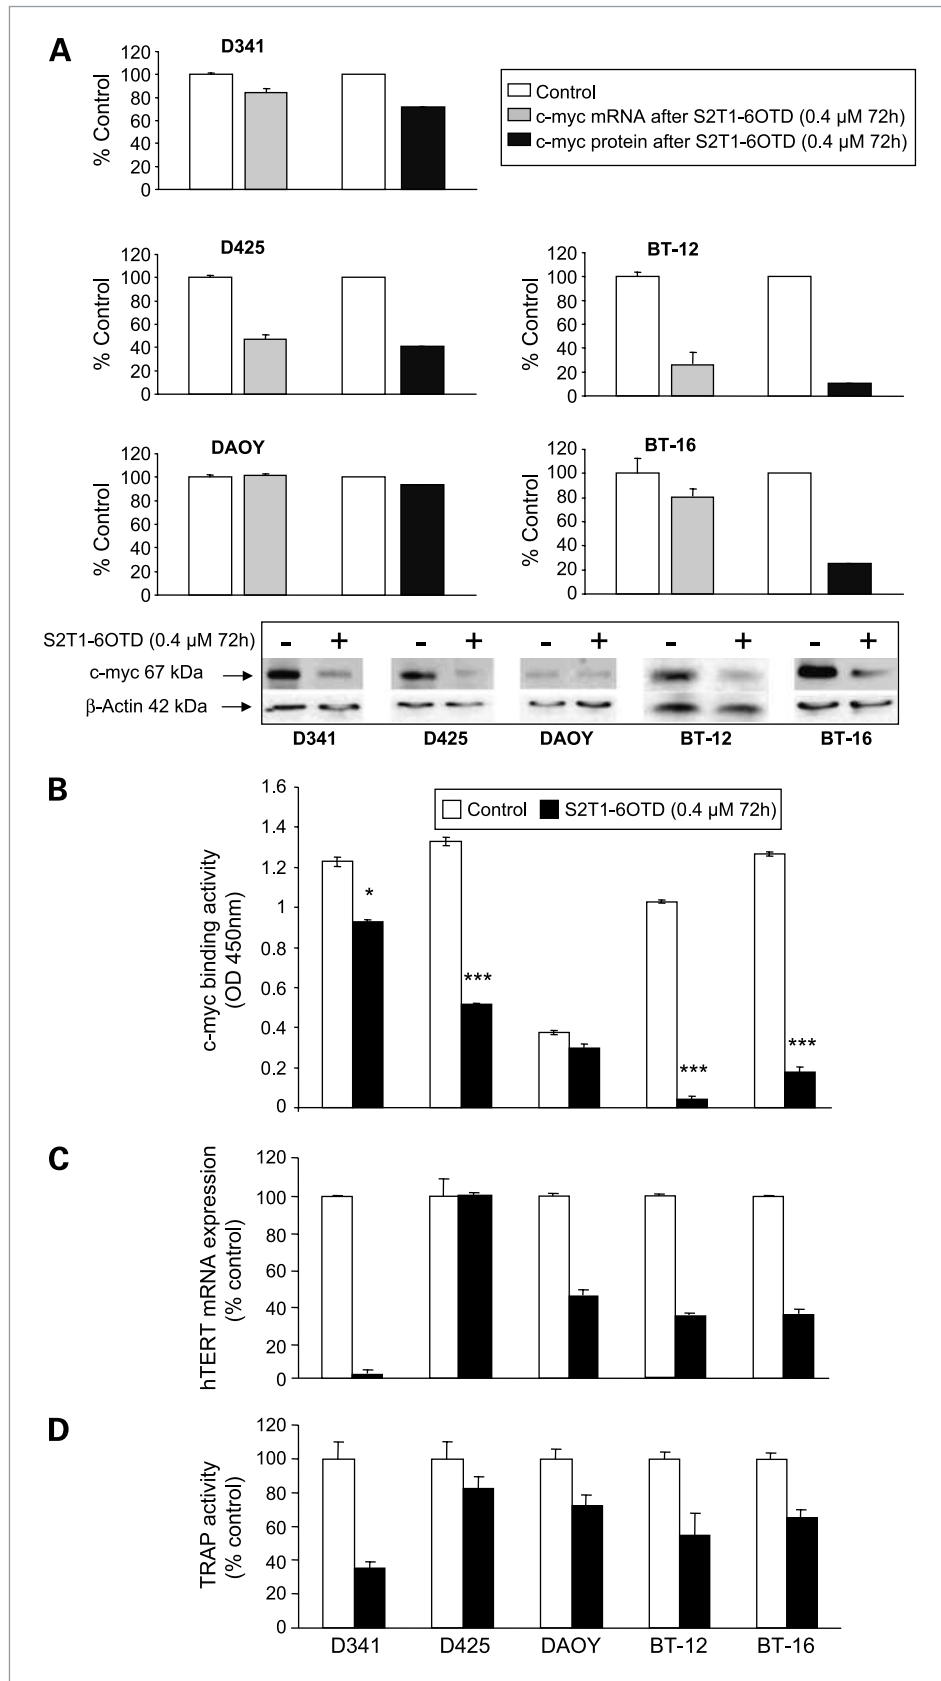 A
D341
120
100
80
60
40
20
0
% Control
Control
c-myc mRNA after S2T1-6OTD (0.4 µM 72h)
c-myc protein after S2T1-6OTD (0.4 µM 72h)
D425
120
100
80
60
40
20
0
% Control
BT-12
120
100
80
60
40
20
0
% Control
DAOY
120
100
80
60
40
20
0
% Control
BT-16
120
100
80
60
40
20
0
% Control
S2T1-6OTD (0.4 µM 72h)
- + - + - + - + - +
c-myc 67 kDa
β-Actin 42 kDa
D341 D425 DAOY BT-12 BT-16
B
1.6
1.4
1.2
1
0.8
0.6
0.4
0.2
0
c-myc binding activity
(OD 450nm)
Control S2T1-6OTD (0.4 µM 72h)
*
***
***
***
C
120
100
80
60
40
20
0
hTERT mRNA expression
(% control)
D
120
100
80
60
40
20
0
TRAP activity
(% control)
D341 D425 DAOY BT-12 BT-16